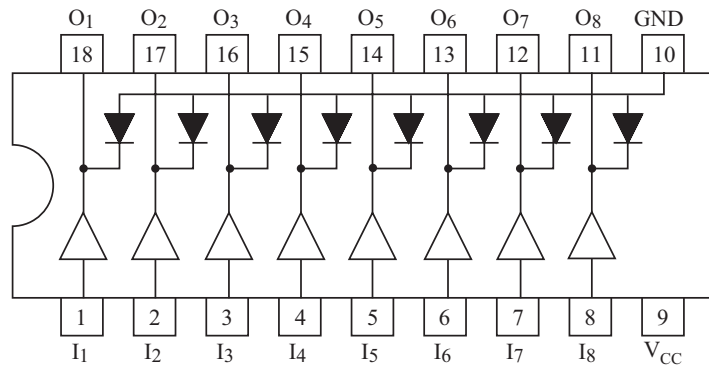 O1 O2 O3 O4 O5 O6 O7 O8 GND
18 17 16 15 14 13 12 11 10
1 2 3 4 5 6 7 8 9
I1 I2 I3 I4 I5 I6 I7 I8 VCC